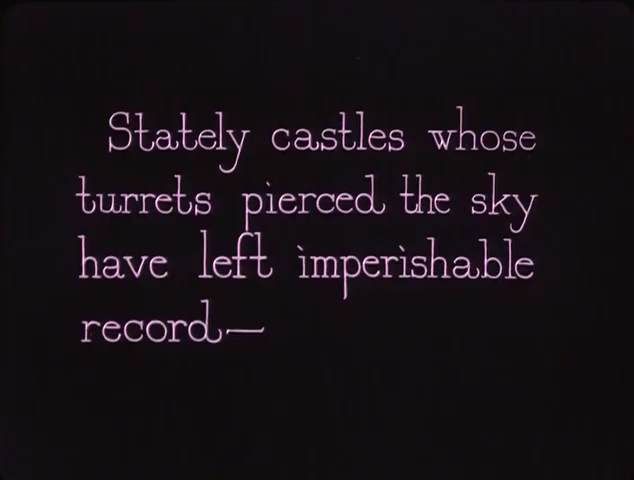 Stately castles whose
turrets pierced the sky
have left imperishable
record—